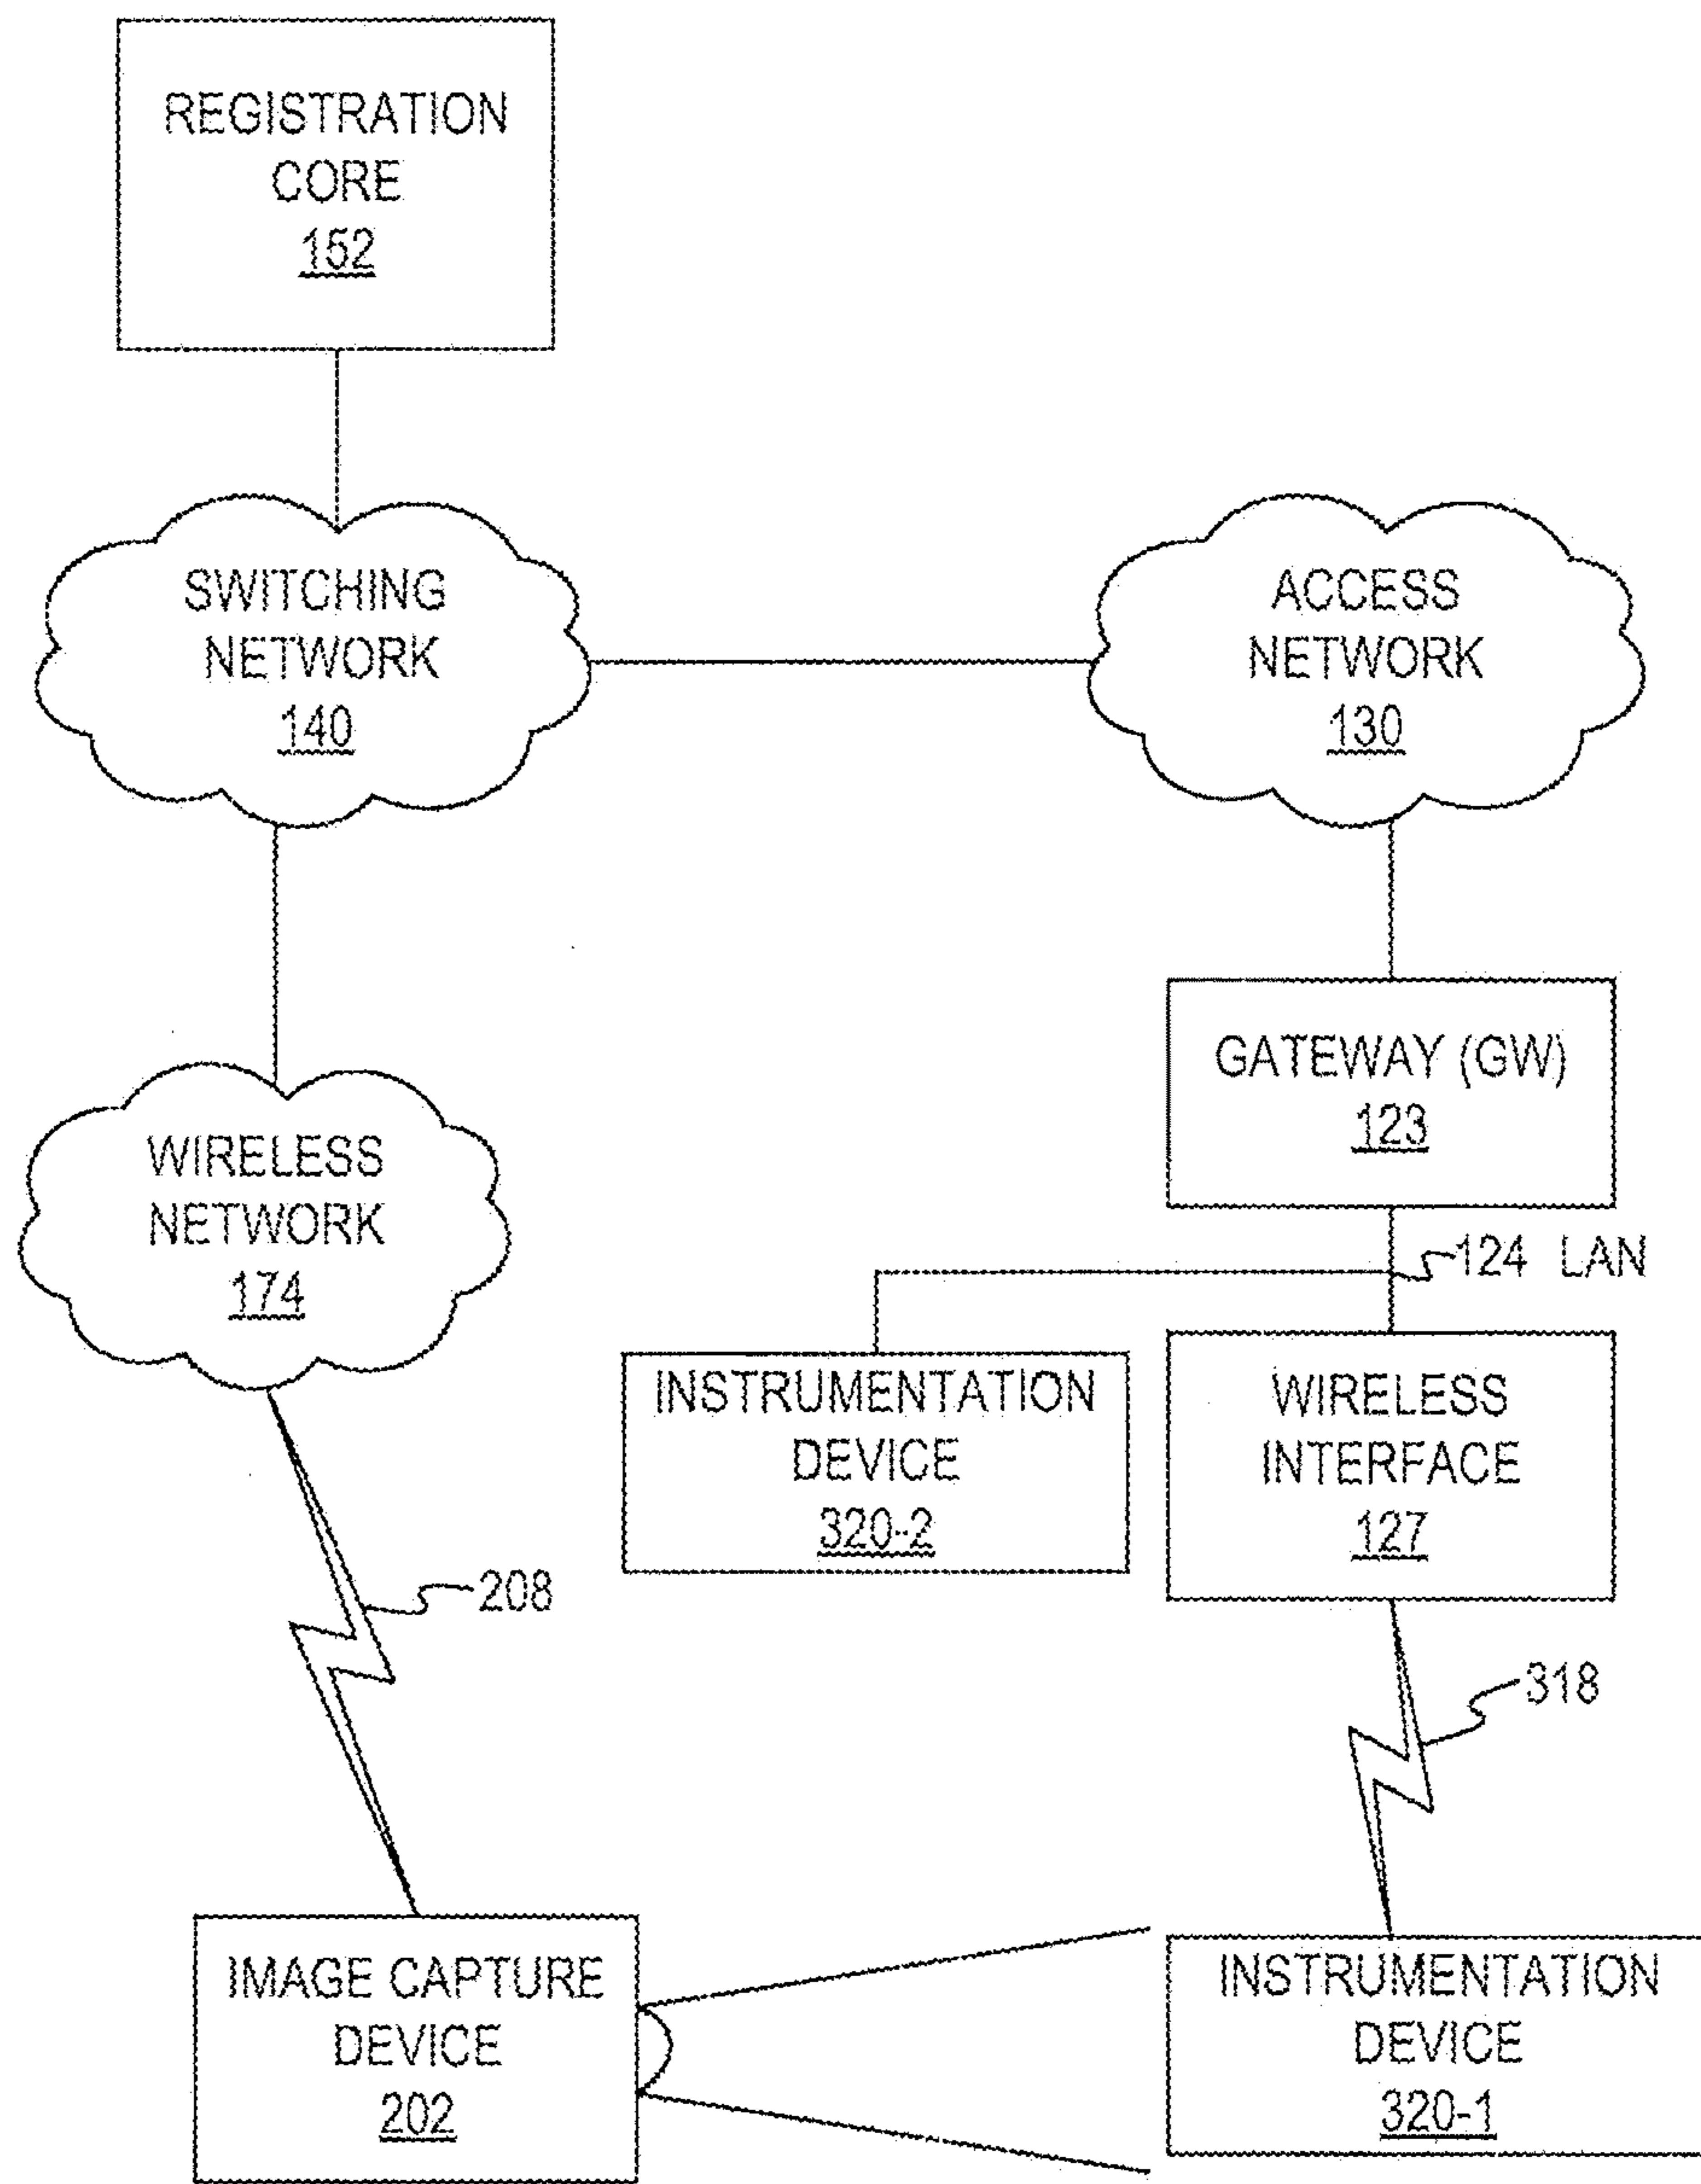 REGISTRATION
CORE
152
SWITCHING
NETWORK
140
ACCESS
NETWORK
130
GATEWAY (GW)
123
124 LAN
WIRELESS
NETWORK
174
INSTRUMENTATION
DEVICE
320-2
WIRELESS
INTERFACE
127
208
318
IMAGE CAPTURE
DEVICE
202
INSTRUMENTATION
DEVICE
320-1